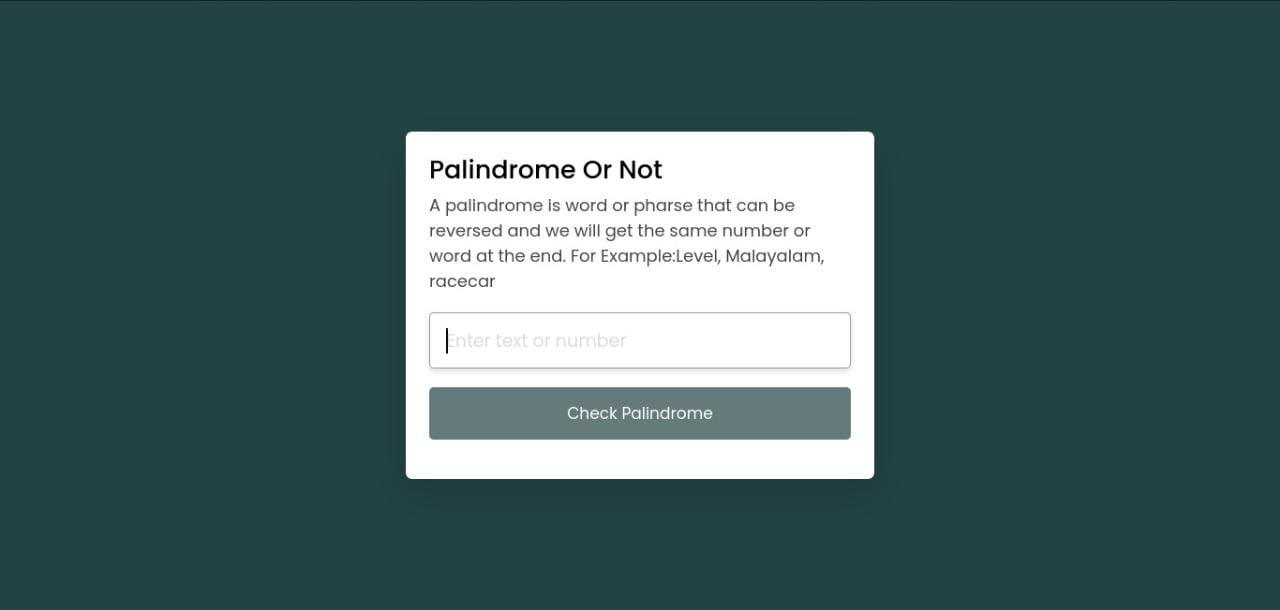 Palindrome Or Not
A palindrome is word or pharse that can be
reversed and we will get the same number or
word at the end. For Example:Level, Malayalam,
racecar
Enter text or number
Check Palindrome